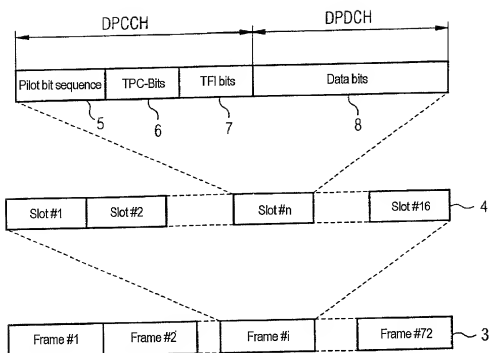 DPCCH DPDCH
Pilot bit sequence TPC-Bits TFI bits Data bits
5 6 7 8
Slot #1 Slot #2 Slot #n Slot #16 4
Frame #1 Frame #2 Frame #i Frame #72 3